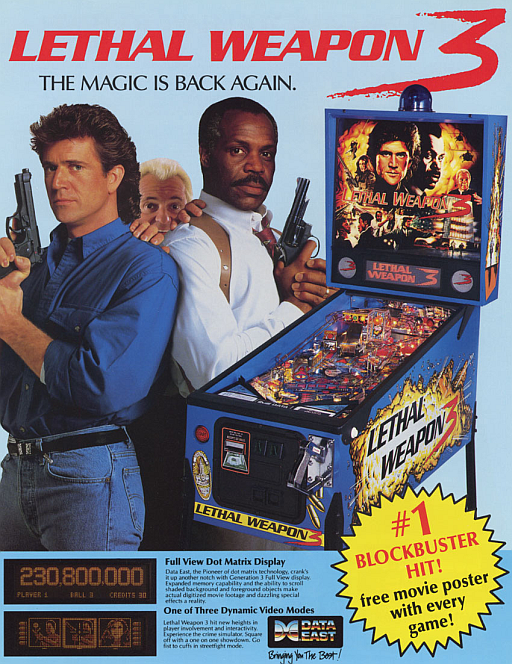 LETHAL WEAPON 3
THE MAGIC IS BACK AGAIN.
LETHAL WEAPON 3
LETHAL
WEAPON 3
LETHAL
WEAPON 3
LETHAL WEAPON 3
#1
BLOCKBUSTER
HIT!
free movie poster
with every
game!
230,800,000
PLAYER 1 BALL 3 CREDITS 30
Full View Dot Matrix Display
Data East, the Pioneer of dot matrix technology, crank's
it up another notch with Generation 3 Full View display.
Expanded memory capability and the ability to scroll
shaded background and foreground objects make
actual digitized movie footage and dazzling special
effects a reality.
One of Three Dynamic Video Modes
Lethal Weapon 3 hit new heights in
player involvement and interactivity.
Experience the crime simulator. Square
off with a one on one showdown. Go
fist to cuffs in streetfight mode.
DATA
EAST
Bringing You The Best!